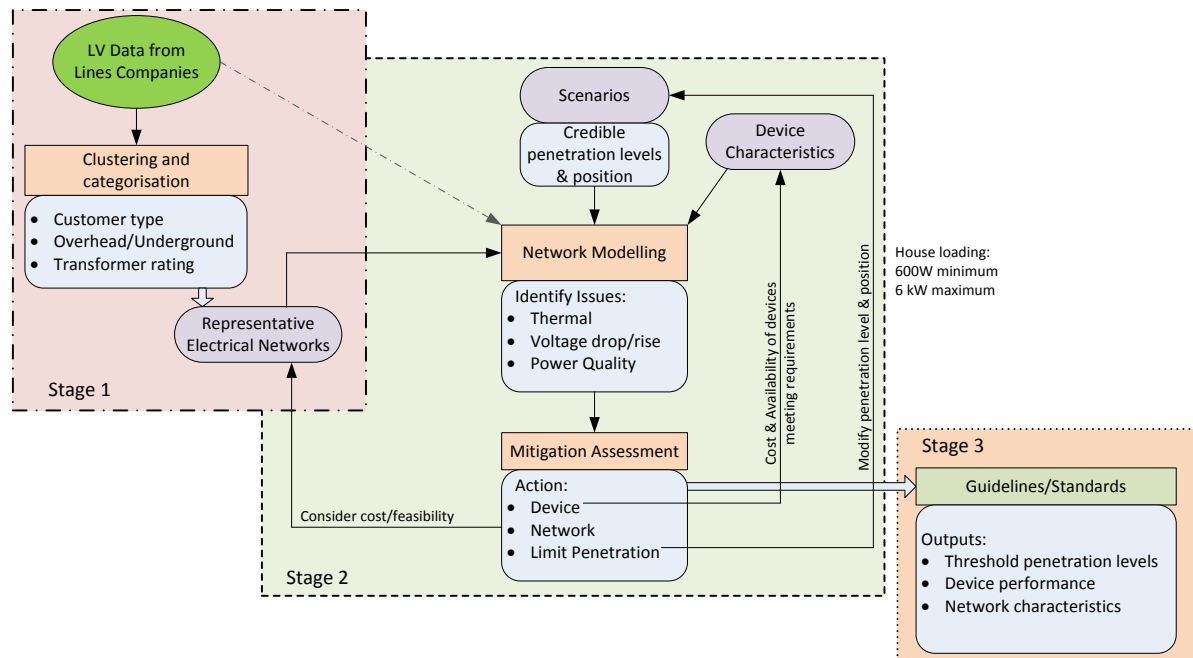 LV Data from
Lines Companies
Clustering and
categorisation
• Customer type
• Overhead/Underground
• Transformer rating
Representative
Electrical Networks
Stage 1
Scenarios
Credible
penetration levels
& position
Device
Characteristics
Network Modelling
Identify Issues:
• Thermal
• Voltage drop/rise
• Power Quality
Mitigation Assessment
Action:
• Device
• Network
• Limit Penetration
Consider cost/feasibility
Cost & Availability of devices
meeting requirements
Modify penetration level & position
Stage 2
House loading:
600W minimum
6 kW maximum
Stage 3
Guidelines/Standards
Outputs:
• Threshold penetration levels
• Device performance
• Network characteristics